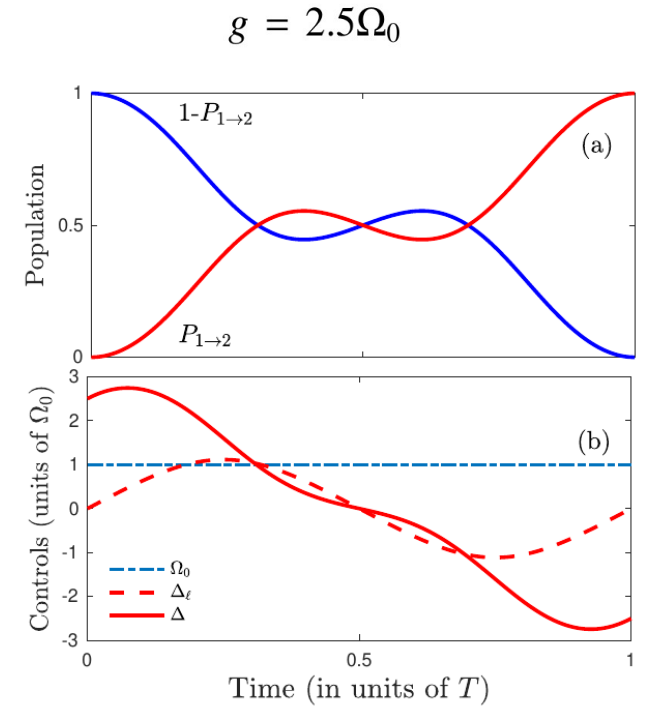 g = 2.5Ω₀
1
1-P₁→₂
(a)
Population
0.5
P₁→₂
0
3
2
(b)
Controls (units of Ω₀)
1
0
-1
Ω₀
-2
Δℓ
Δ
-3
0
0.5
1
Time (in units of T)